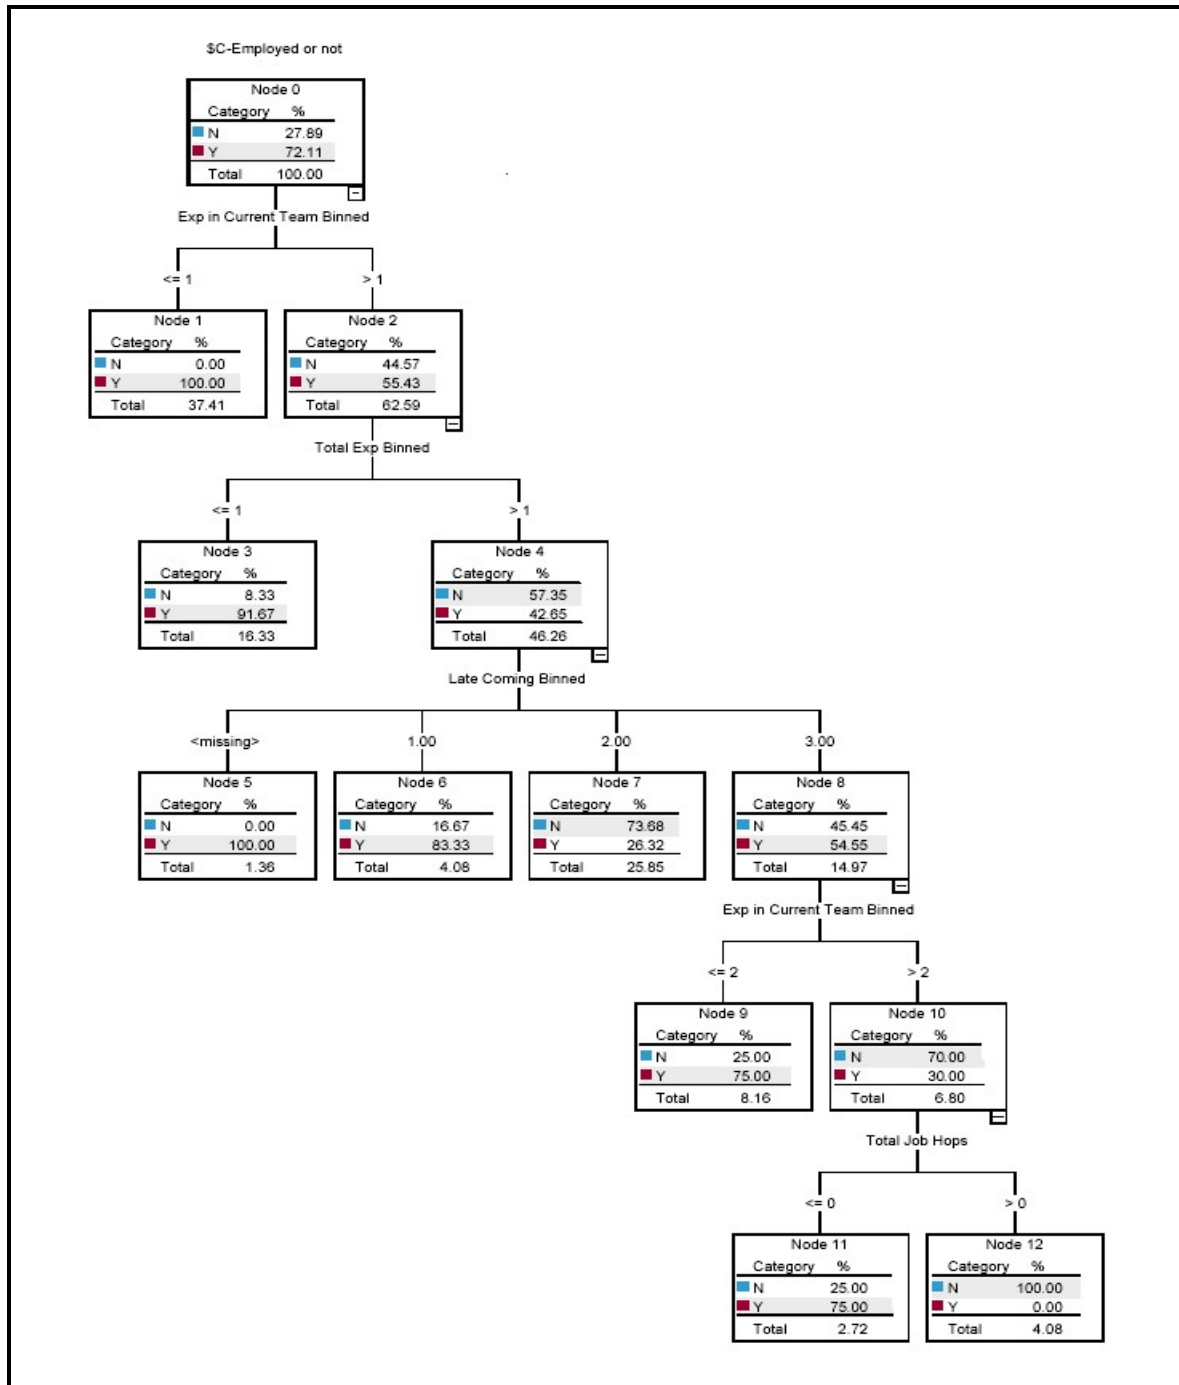 $C-Employed or not
Node 0
Category %
N 27.89
Y 72.11
Total 100.00
Exp in Current Team Binned
<= 1 > 1
Node 1 Node 2
Category % Category %
N 0.00 N 44.57
Y 100.00 Y 55.43
Total 37.41 Total 62.59
Total Exp Binned
<= 1 > 1
Node 3 Node 4
Category % Category %
N 8.33 N 57.35
Y 91.67 Y 42.65
Total 16.33 Total 46.26
Late Coming Binned
<missing> 1.00 2.00 3.00
Node 5 Node 6 Node 7 Node 8
Category % Category % Category % Category %
N 0.00 N 16.67 N 73.68 N 45.45
Y 100.00 Y 83.33 Y 26.32 Y 54.55
Total 1.36 Total 4.08 Total 25.85 Total 14.97
Exp in Current Team Binned
<= 2 > 2
Node 9 Node 10
Category % Category %
N 25.00 N 70.00
Y 75.00 Y 30.00
Total 8.16 Total 6.80
Total Job Hops
<= 0 > 0
Node 11 Node 12
Category % Category %
N 25.00 N 100.00
Y 75.00 Y 0.00
Total 2.72 Total 4.08